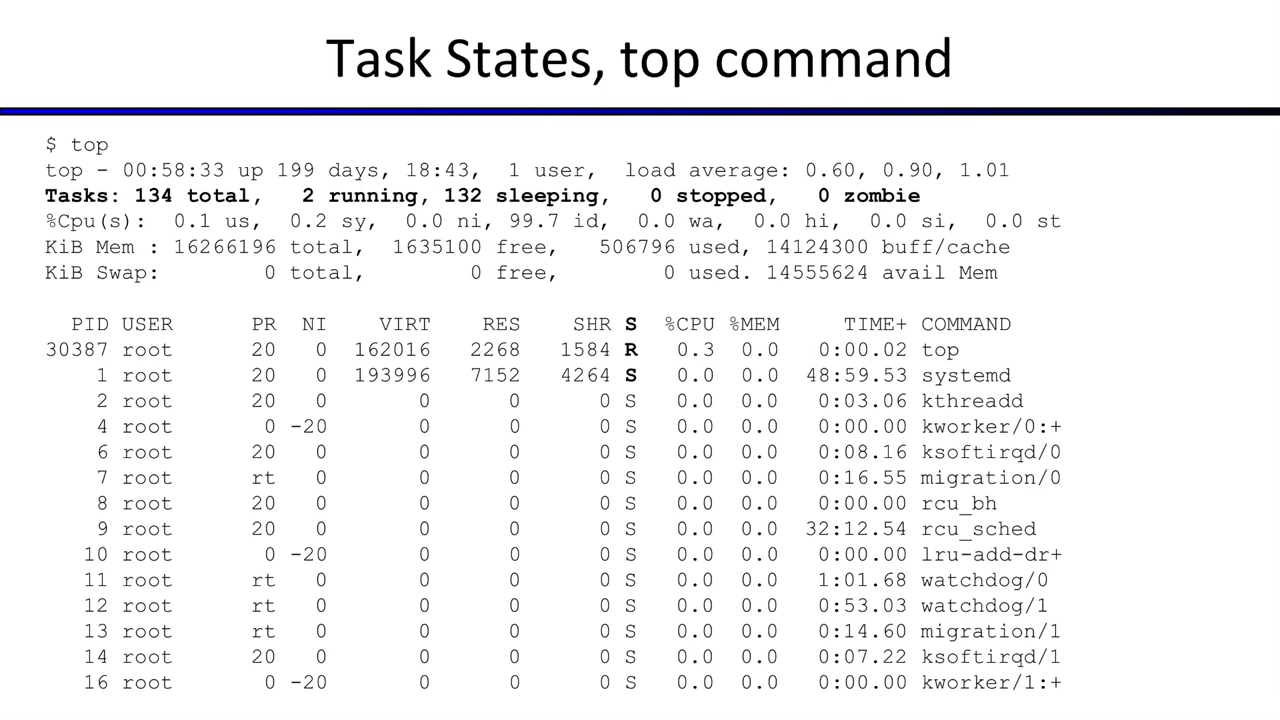 Task States, top command
$ top
top - 00:58:33 up 199 days, 18:43,  1 user,  load average: 0.60, 0.90, 1.01
Tasks: 134 total,   2 running, 132 sleeping,   0 stopped,   0 zombie
%Cpu(s):  0.1 us,  0.2 sy,  0.0 ni, 99.7 id,  0.0 wa,  0.0 hi,  0.0 si,  0.0 st
KiB Mem : 16266196 total,  1635100 free,   506796 used, 14124300 buff/cache
KiB Swap:        0 total,        0 free,        0 used. 14555624 avail Mem
  PID USER      PR  NI    VIRT    RES    SHR S  %CPU %MEM     TIME+ COMMAND
30387 root      20   0  162016   2268   1584 R   0.3  0.0   0:00.02 top
    1 root      20   0  193996   7152   4264 S   0.0  0.0  48:59.53 systemd
    2 root      20   0       0      0      0 S   0.0  0.0   0:03.06 kthreadd
    4 root       0 -20       0      0      0 S   0.0  0.0   0:00.00 kworker/0:+
    6 root      20   0       0      0      0 S   0.0  0.0   0:08.16 ksoftirqd/0
    7 root      rt   0       0      0      0 S   0.0  0.0   0:16.55 migration/0
    8 root      20   0       0      0      0 S   0.0  0.0   0:00.00 rcu_bh
    9 root      20   0       0      0      0 S   0.0  0.0  32:12.54 rcu_sched
   10 root       0 -20       0      0      0 S   0.0  0.0   0:00.00 lru-add-dr+
   11 root      rt   0       0      0      0 S   0.0  0.0   1:01.68 watchdog/0
   12 root      rt   0       0      0      0 S   0.0  0.0   0:53.03 watchdog/1
   13 root      rt   0       0      0      0 S   0.0  0.0   0:14.60 migration/1
   14 root      20   0       0      0      0 S   0.0  0.0   0:07.22 ksoftirqd/1
   16 root       0 -20       0      0      0 S   0.0  0.0   0:00.00 kworker/1:+